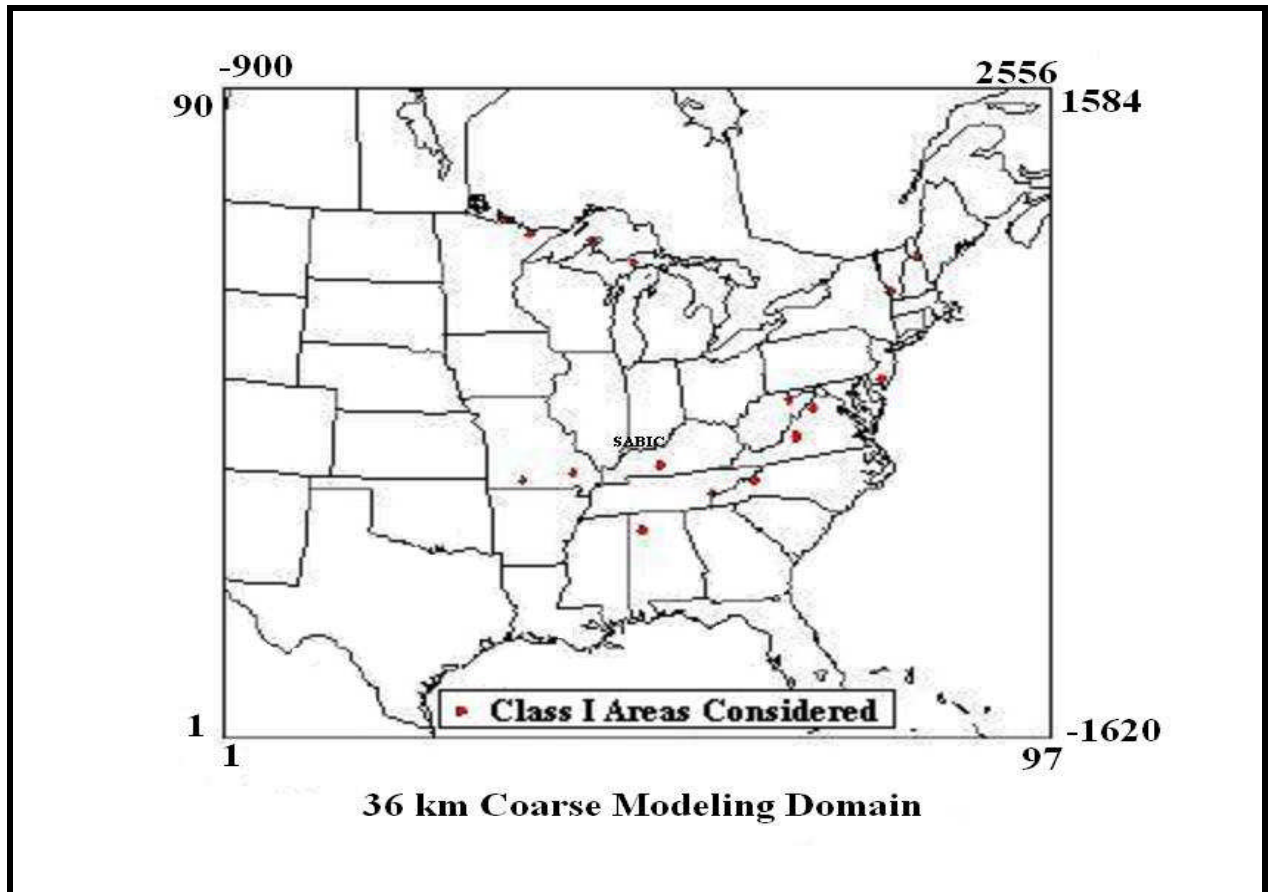 -900
2556
90
1584
SABIC
Class I Areas Considered
1
-1620
1
97
36 km Coarse Modeling Domain